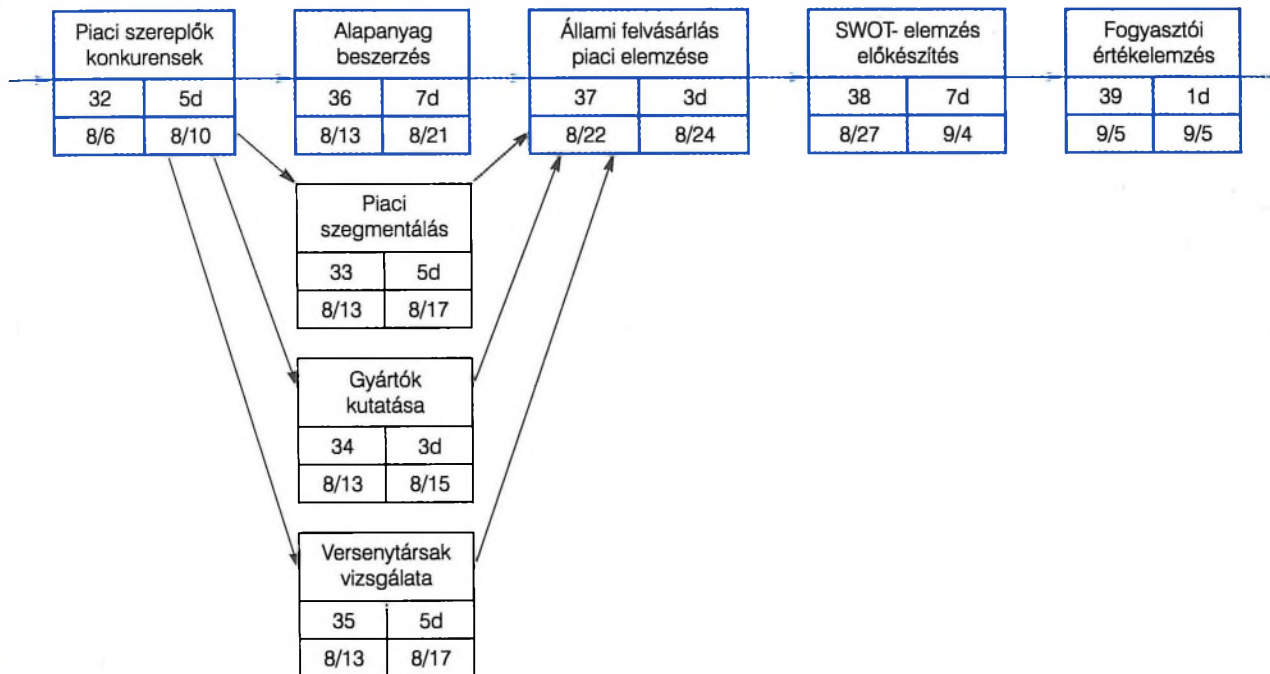 Piaci szereplők
konkurensek
32 5d
8/6 8/10
Alapanyag
beszerzés
36 7d
8/13 8/21
Állami felvásárlás
piaci elemzése
37 3d
8/22 8/24
SWOT- elemzés
előkészítés
38 7d
8/27 9/4
Fogyasztói
értékelemzés
39 1d
9/5 9/5
Piaci
szegmentálás
33 5d
8/13 8/17
Gyártók
kutatása
34 3d
8/13 8/15
Versenytársak
vizsgálata
35 5d
8/13 8/17